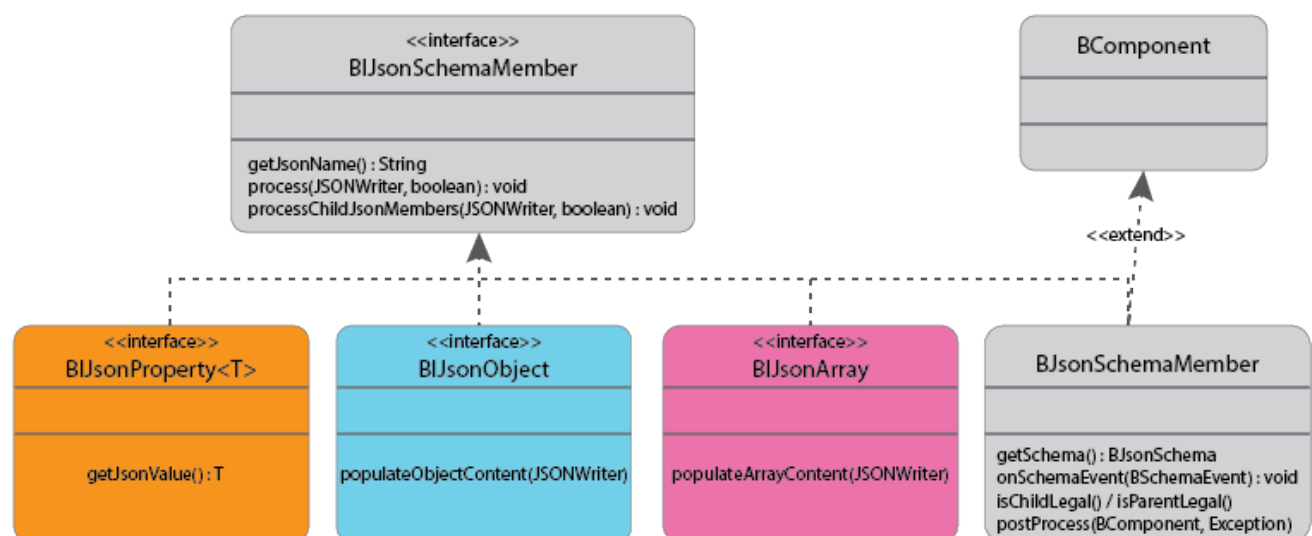 <<interface>>
BIJsonSchemaMember
getJsonName() : String
process(JSONWriter, boolean) : void
processChildJsonMembers(JSONWriter, boolean) : void
BComponent
<<extend>>
<<interface>>
BIJsonProperty<T>
getJsonValue() : T
<<interface>>
BIJsonObject
populateObjectContent(JSONWriter)
<<interface>>
BIJsonArray
populateArrayContent(JSONWriter)
BJsonSchemaMember
getSchema() : BJsonSchema
onSchemaEvent(BSchemaEvent) : void
isChildLegal() / isParentLegal()
postProcess(BComponent, Exception)